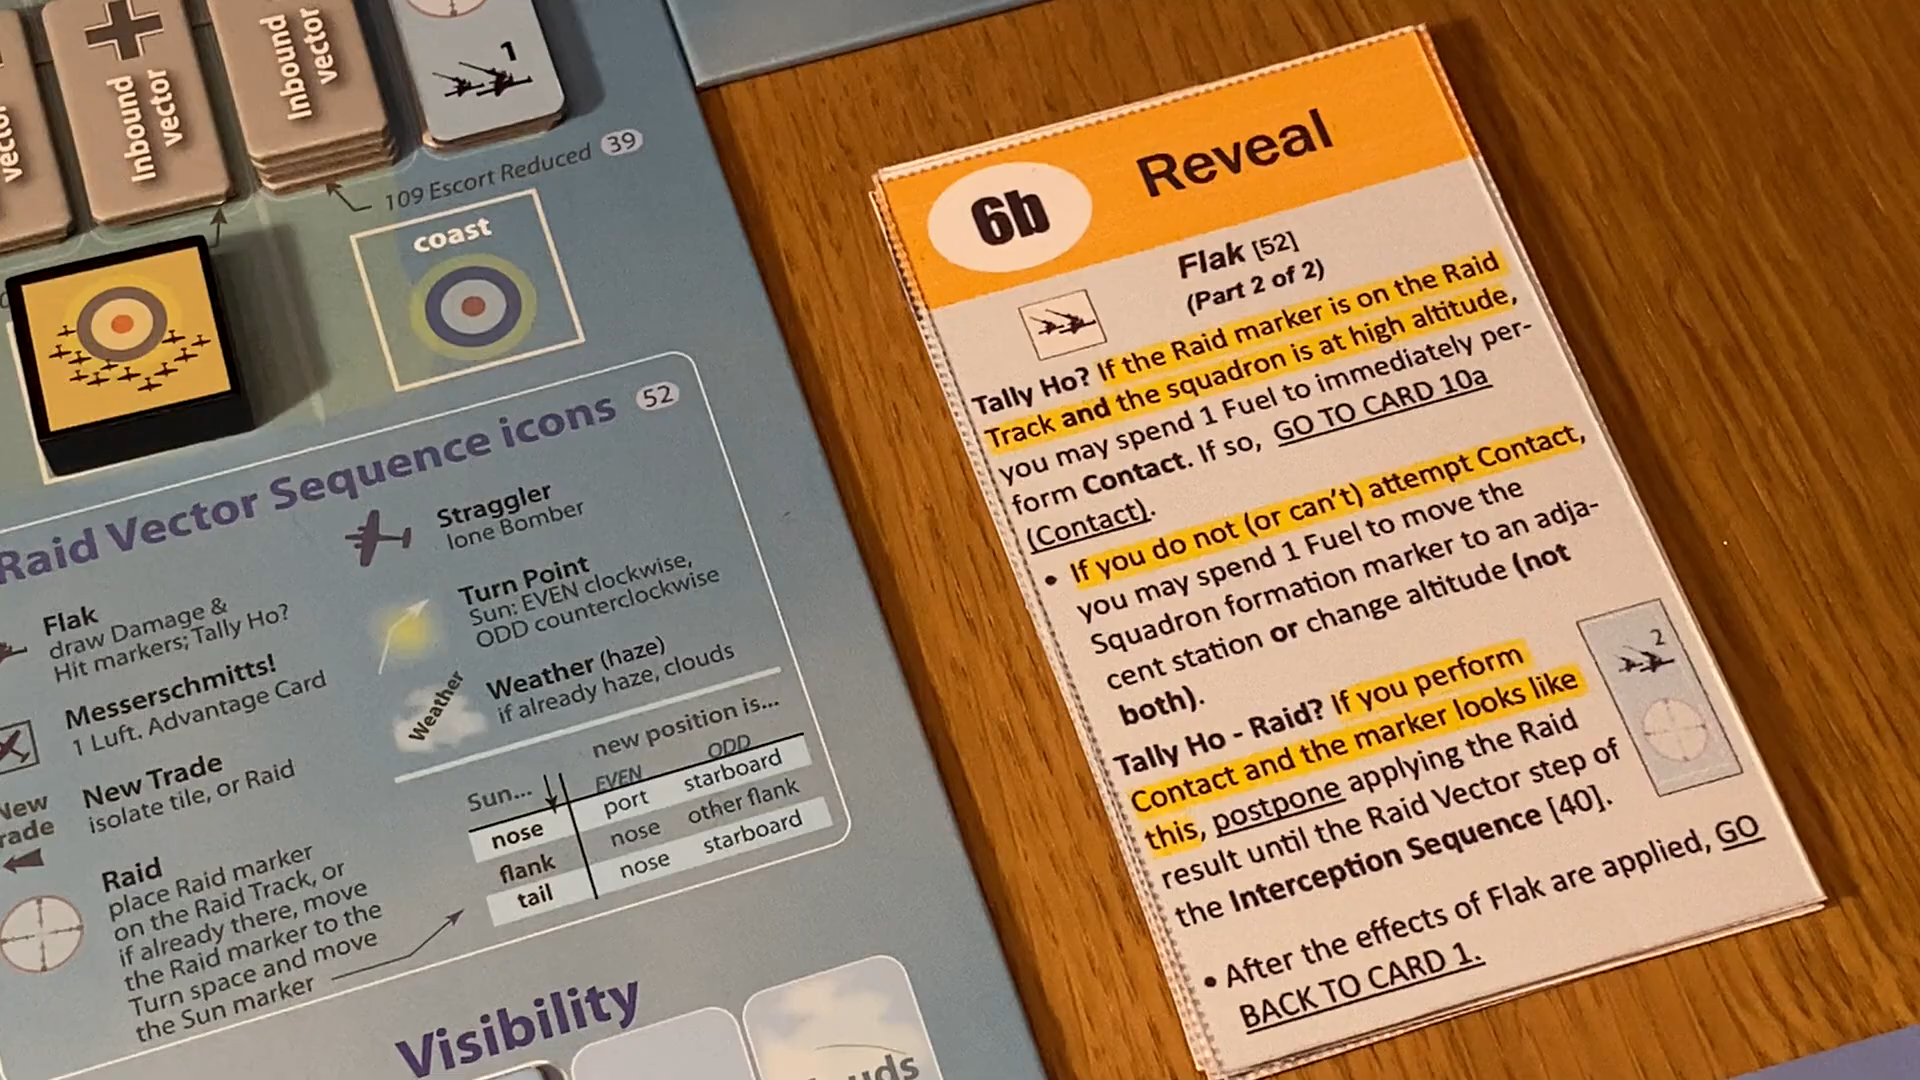 vector
Inbound
vector
Inbound
vector
1
109 Escort Reduced 39
coast
Raid Vector Sequence icons 52
Flak
draw Damage &
Hit markers; Tally Ho?
Messerschmitts!
1 Luft. Advantage Card
New Trade
isolate tile, or Raid
Raid
place Raid marker
on the Raid Track, or
if already there, move
the Raid marker to the
Turn space and move
the Sun marker
Straggler
lone Bomber
Turn Point
Sun: EVEN clockwise,
ODD counterclockwise
Weather
Weather (haze)
if already haze, clouds
new position is...
Sun... EVEN ODD
nose port starboard
flank nose other flank
tail nose starboard
Visibility
6b Reveal
Flak [52]
(Part 2 of 2)
Tally Ho? If the Raid marker is on the Raid
Track and the squadron is at high altitude,
you may spend 1 Fuel to immediately per-
form Contact. If so, GO TO CARD 10a
(Contact).
• If you do not (or can't) attempt Contact,
you may spend 1 Fuel to move the
Squadron formation marker to an adja-
cent station or change altitude (not
both).
Tally Ho - Raid? If you perform
Contact and the marker looks like
this, postpone applying the Raid
result until the Raid Vector step of
the Interception Sequence [40].
2
• After the effects of Flak are applied, GO
BACK TO CARD 1.